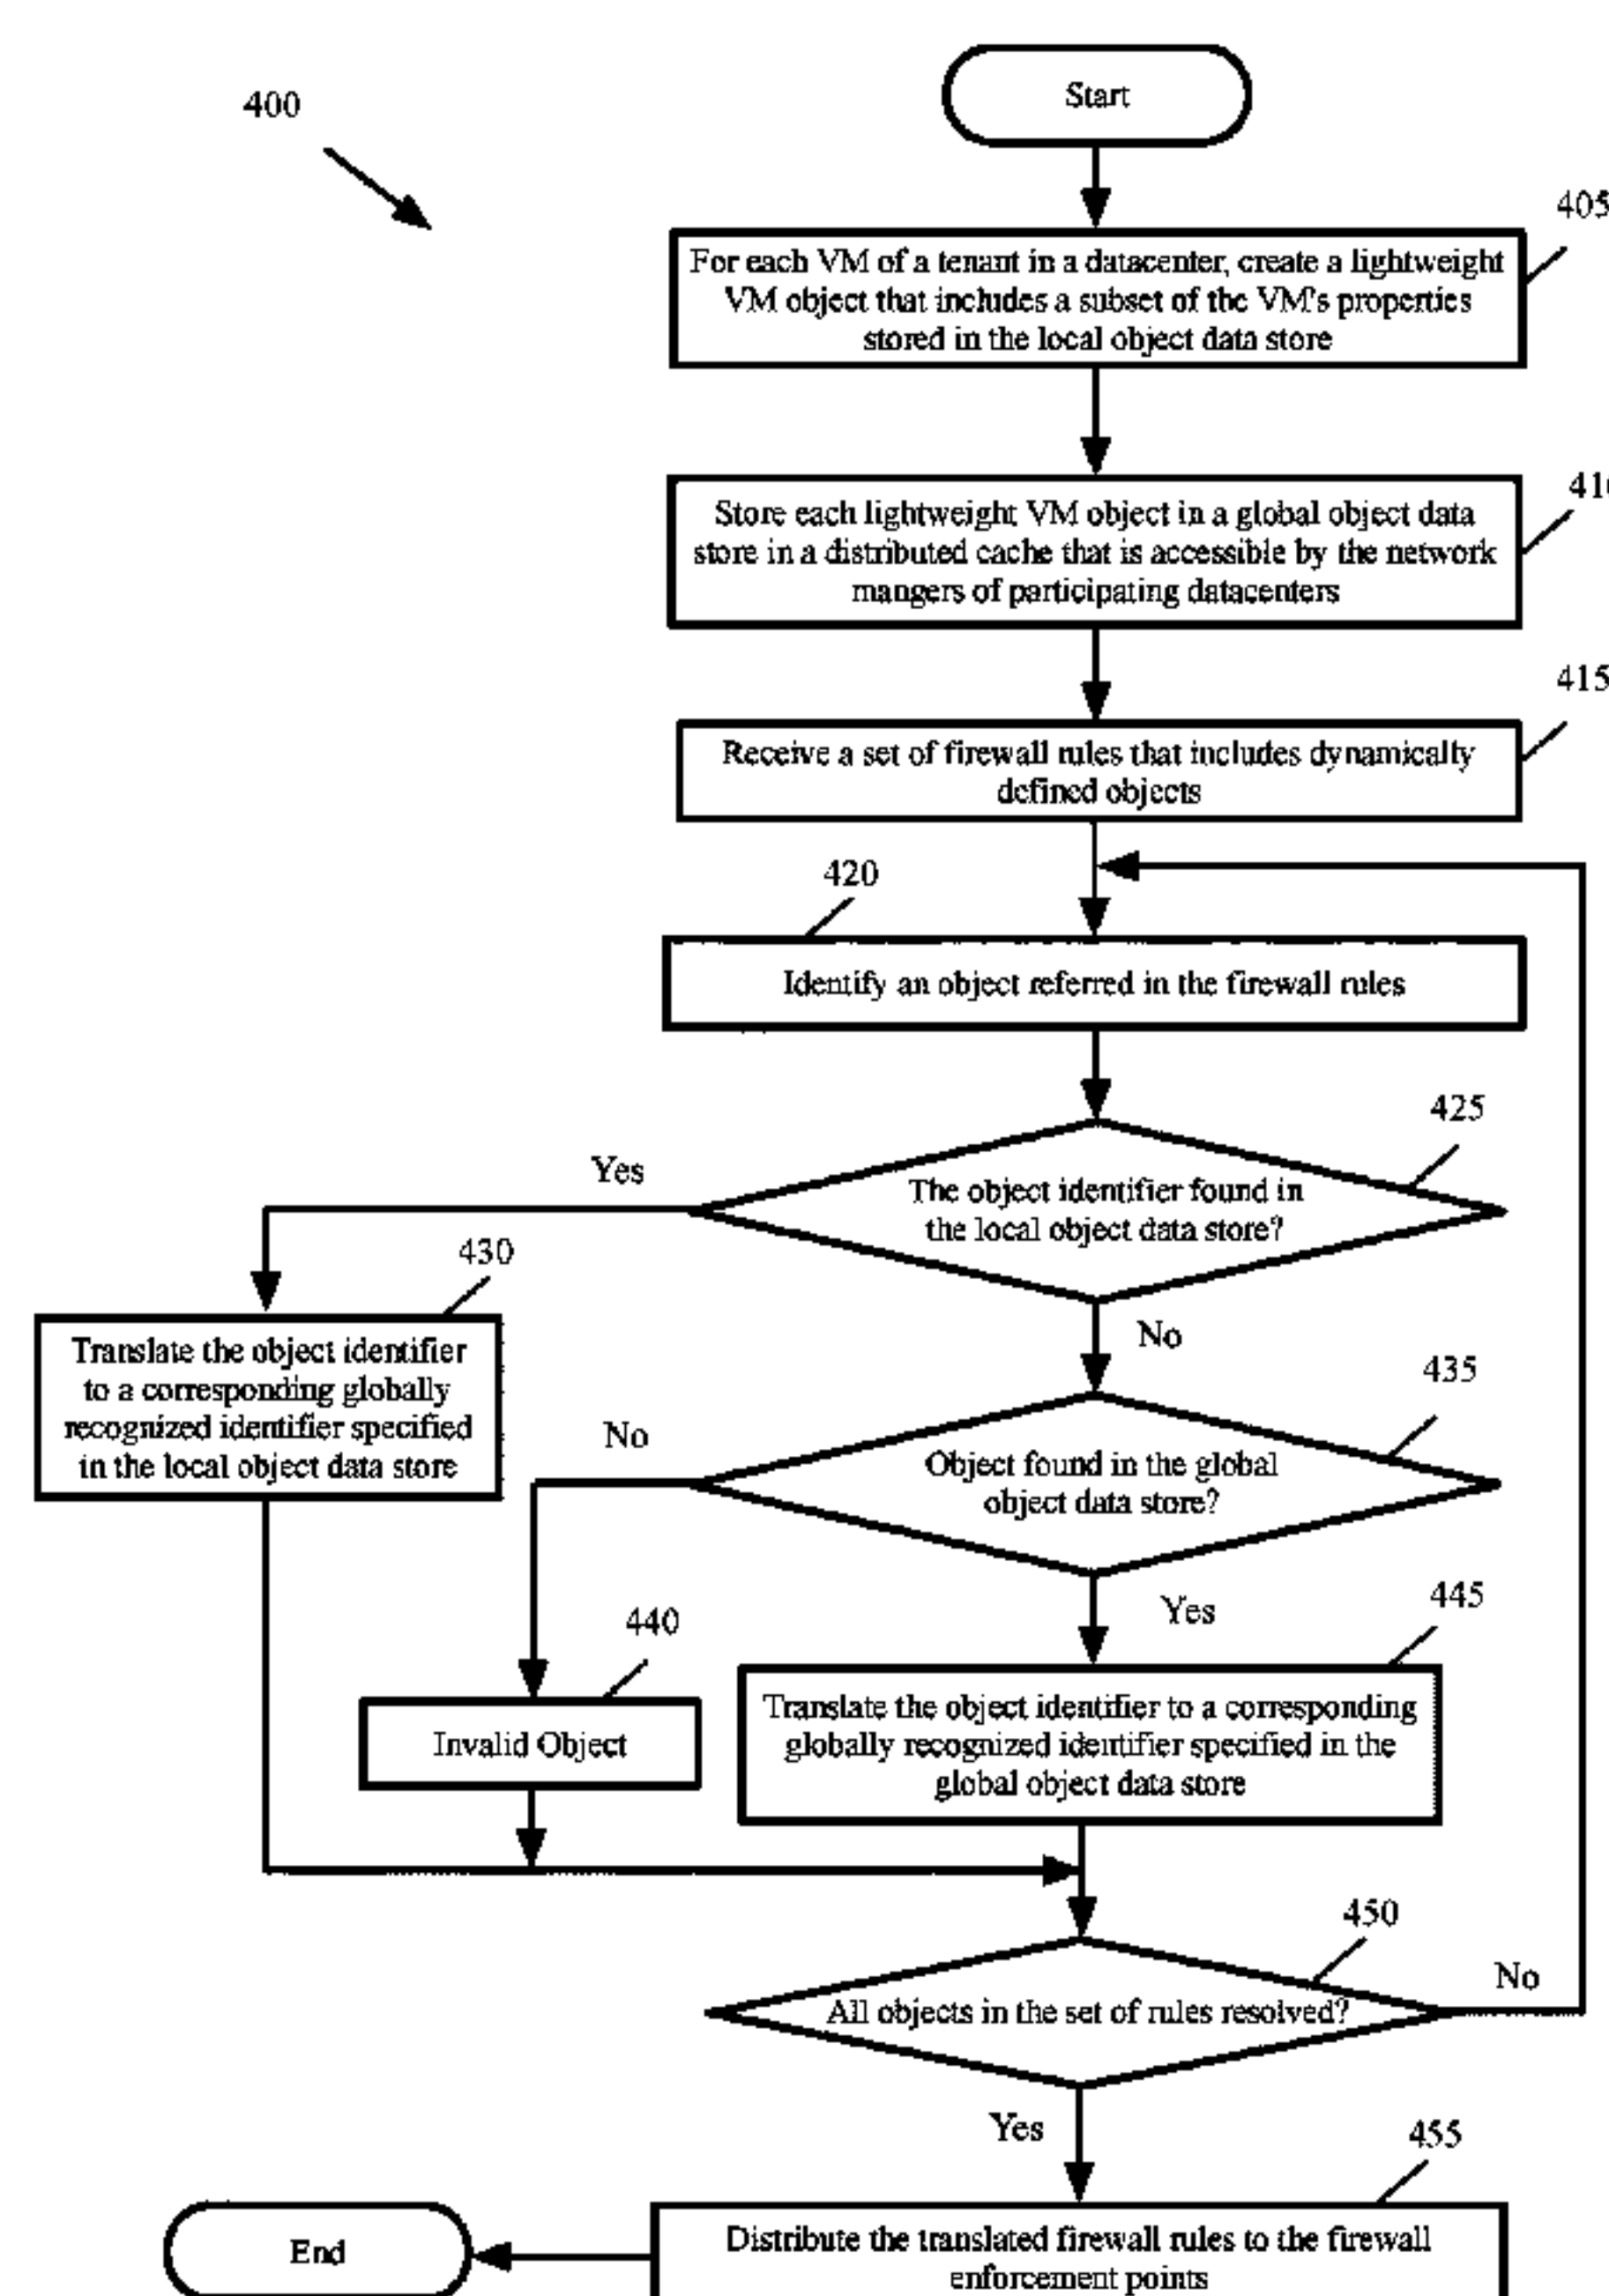 400
Start
405
For each VM of a tenant in a datacenter, create a lightweight
VM object that includes a subset of the VM's properties
stored in the local object data store
Store each lightweight VM object in a global object data
store in a distributed cache that is accessible by the network
mangers of participating datacenters
415
Receive a set of firewall rules that includes dynamically
defined objects
420
Identify an object referred in the firewall rules
425
Yes
The object identifier found in
the local object data store?
430
No
Translate the object identifier
to a corresponding globally
recognized identifier specified
in the local object data store
435
No
Object found in the global
object data store?
440
Yes
445
Invalid Object
Translate the object identifier to a corresponding
globally recognized identifier specified in the
global object data store
450
No
All objects in the set of rules resolved?
Yes
455
End
Distribute the translated firewall rules to the firewall
enforcement points